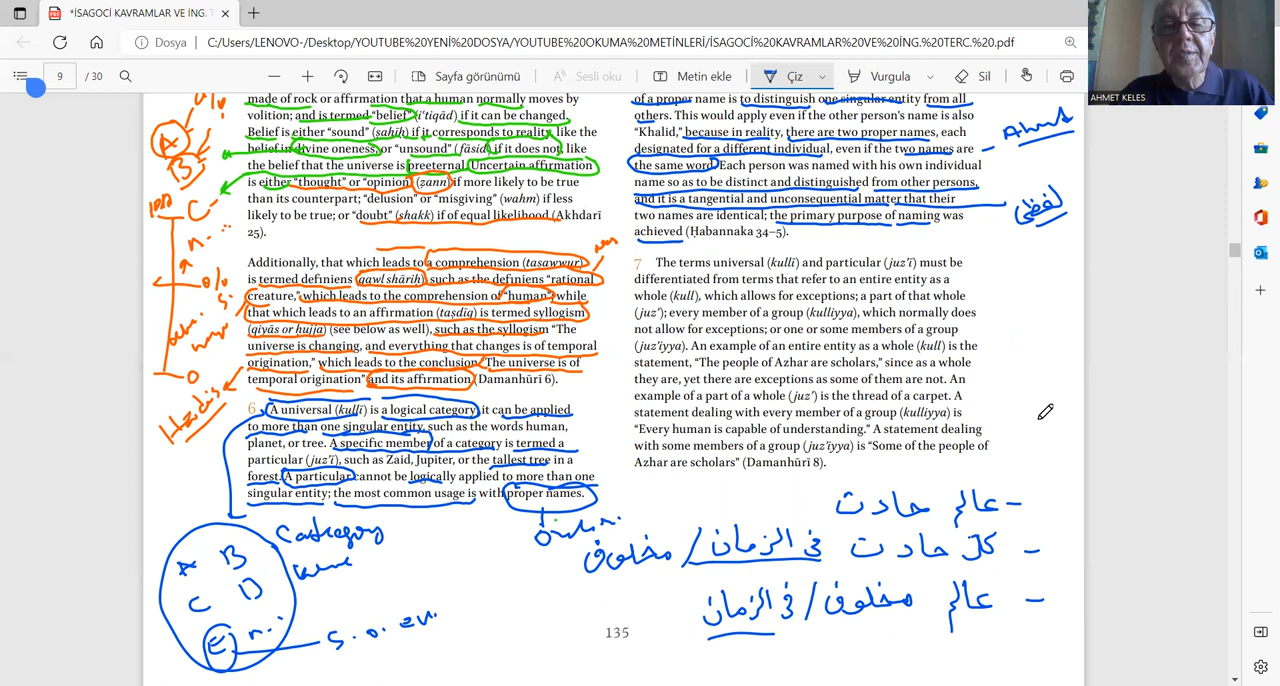 *İSAGOCİ KAVRAMLAR VE İNG. T
Dosya
C:/Users/LENOVO-/Desktop/YOUTUBE%20YENİ%20DOSYA/YOUTUBE%20OKUMA%20METİNLERİ/İSAGOCİ%20KAVRAMLAR%20VE%20İNG.%20TERC.%20.pdf
9 / 30
Sayfa görünümü
Sesli oku
Metin ekle
Çiz
Vurgula
Sil
AHMET KELES
made of rock or affirmation that a human normally moves by
volition; and is termed “belief” (i‘tiqād) if it can be changed.
Belief is either “sound” (ṣaḥīḥ) if it corresponds to reality, like the
belief in divine oneness, or “unsound” (fāsid) if it does not, like
the belief that the universe is preeternal. Uncertain affirmation
is either “thought” or “opinion” (ẓann) if more likely to be true
than its counterpart; “delusion” or “misgiving” (wahm) if less
likely to be true; or “doubt” (shakk) if of equal likelihood (Akhḍarī
25).
Additionally, that which leads to a comprehension (taṣawwur)
is termed definiens (qawl shāriḥ) such as the definiens “rational
creature,” which leads to the comprehension of “human” while
that which leads to an affirmation (taṣdīq) is termed syllogism
(qiyās or ḥujja) (see below as well), such as the syllogism “The
universe is changing, and everything that changes is of temporal
origination,” which leads to the conclusion “The universe is of
temporal origination” and its affirmation (Damanhūrī 6).
6 A universal (kullī) is a logical category; it can be applied
to more than one singular entity, such as the words human,
planet, or tree. A specific member of a category is termed a
particular (juz’ī), such as Zaid, Jupiter, or the tallest tree in a
forest. A particular cannot be logically applied to more than one
singular entity; the most common usage is with proper names.
of a proper name is to distinguish one singular entity from all
others. This would apply even if the other person’s name is also
“Khalid,” because in reality, there are two proper names, each
designated for a different individual, even if the two names are
the same word. Each person was named with his own individual
name so as to be distinct and distinguished from other persons,
and it is a tangential and unconsequential matter that their
two names are identical; the primary purpose of naming was
achieved (Ḥabannaka 34–5).
7 The terms universal (kullī) and particular (juz’ī) must be
differentiated from terms that refer to an entire entity as a
whole (kull), which allows for exceptions; a part of that whole
(juz’); every member of a group (kulliyya), which normally does
not allow for exceptions; or one or some members of a group
(juz’iyya). An example of an entire entity as a whole (kull) is the
statement, “The people of Azhar are scholars,” since as a whole
they are, yet there are exceptions as some of them are not. An
example of a part of a whole (juz’) is the thread of a carpet. A
statement dealing with every member of a group (kulliyya) is
“Every human is capable of understanding.” A statement dealing
with some members of a group (juz’iyya) is “Some of the people of
Azhar are scholars” (Damanhūrī 8).
A
B
C
100
0
Ahmet
لفظی
- عالم حادث
- كل حادث فى الزمان / مخلوق
- عالم مخلوق / فى الزمان
Category
A B
C D
E n.
135